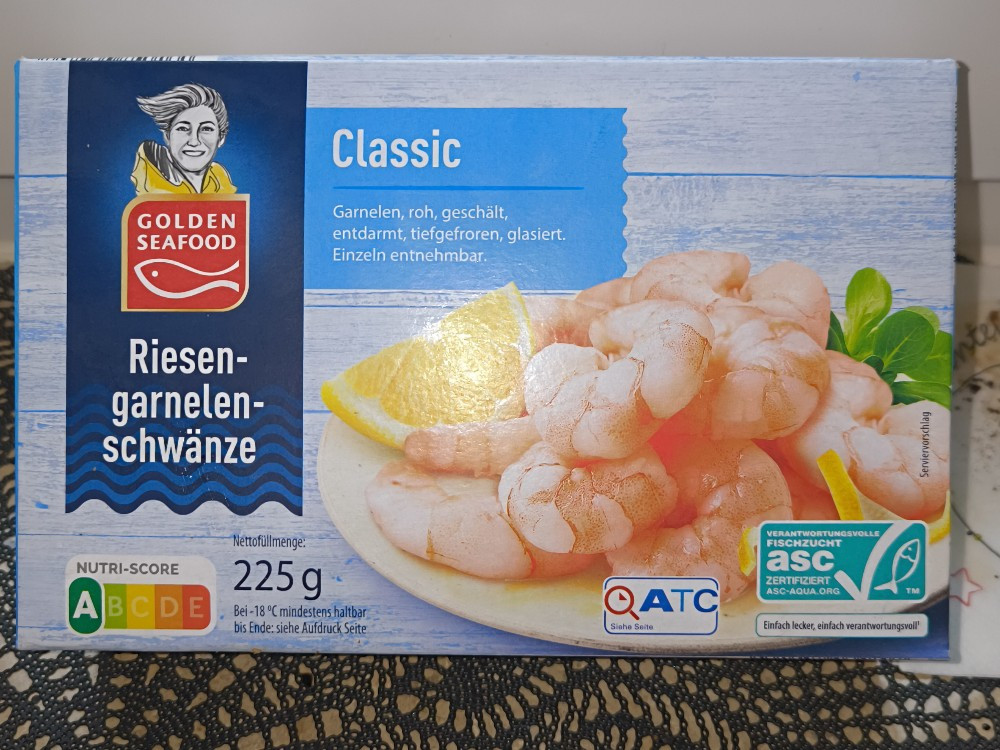 GOLDEN
SEAFOOD
Riesen-
garnelen-
schwänze
Classic
Garnelen, roh, geschält,
entdarmt, tiefgefroren, glasiert.
Einzeln entnehmbar.
Serviervorschlag
Nettofüllmenge:
225 g
Bei -18 °C mindestens haltbar
bis Ende: siehe Aufdruck Seite
NUTRI-SCORE
A B C D E
ATC
Siehe Seite
VERANTWORTUNGSVOLLE
FISCHZUCHT
asc
ZERTIFIZIERT
ASC-AQUA.ORG
TM
Einfach lecker, einfach verantwortungsvoll¹